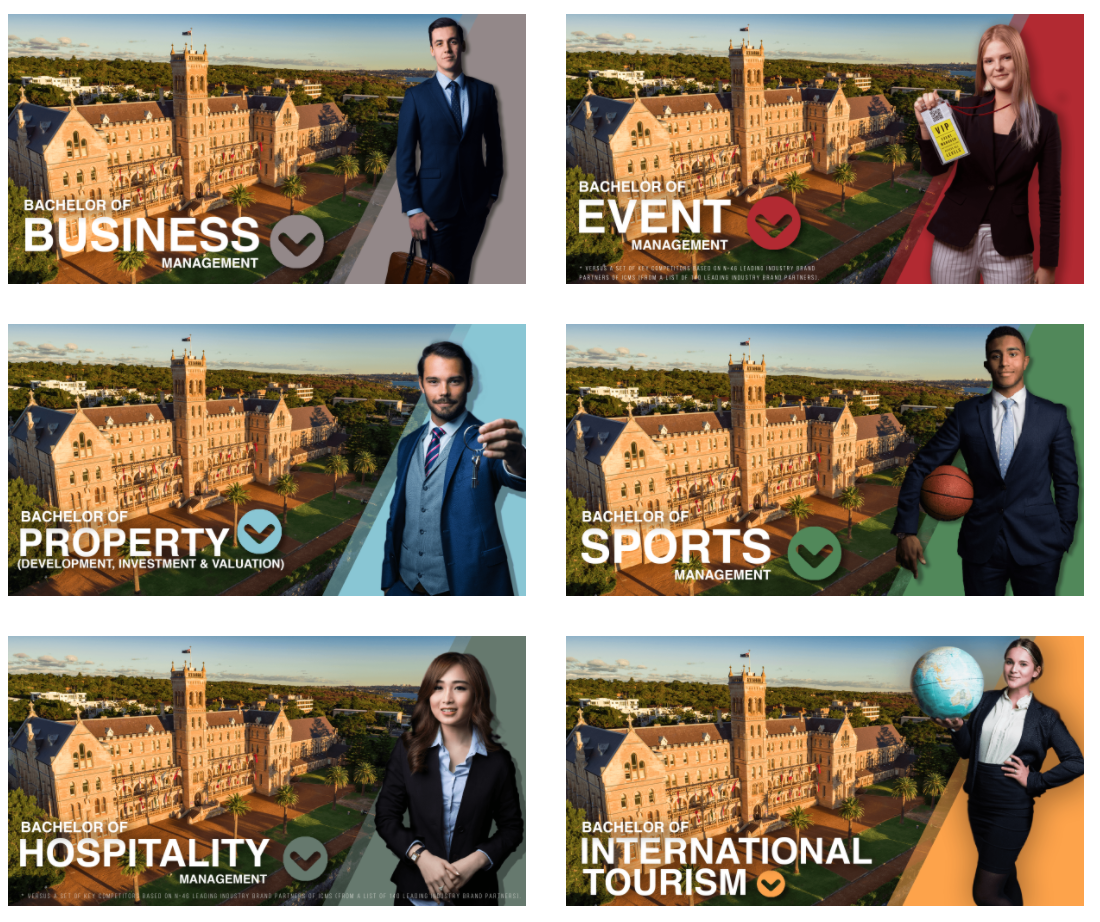 BACHELOR OF
BUSINESS
MANAGEMENT
BACHELOR OF
EVENT
MANAGEMENT
* VERSUS A SET OF KEY COMPETITORS BASED ON N=46 LEADING INDUSTRY BRAND
PARTNERS OF ICMS (FROM A LIST OF 140 LEADING INDUSTRY BRAND PARTNERS).
VIP
BACHELOR OF
PROPERTY
(DEVELOPMENT, INVESTMENT & VALUATION)
BACHELOR OF
SPORTS
MANAGEMENT
BACHELOR OF
HOSPITALITY
MANAGEMENT
* VERSUS A SET OF KEY COMPETITORS BASED ON N=46 LEADING INDUSTRY BRAND PARTNERS OF ICMS (FROM A LIST OF 140 LEADING INDUSTRY BRAND PARTNERS)
BACHELOR OF
INTERNATIONAL
TOURISM